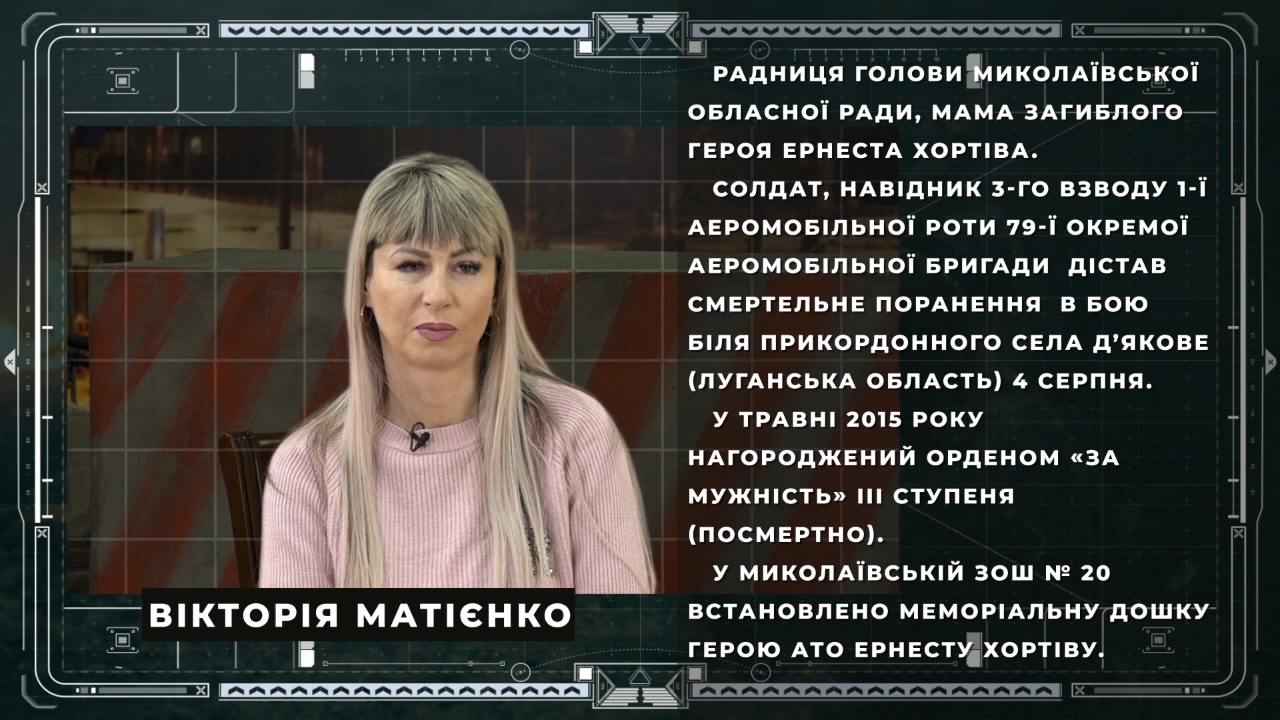 РАДНИЦЯ ГОЛОВИ МИКОЛАЇВСЬКОЇ
ОБЛАСНОЇ РАДИ, МАМА ЗАГИБЛОГО
ГЕРОЯ ЕРНЕСТА ХОРТІВА.
СОЛДАТ, НАВІДНИК 3-ГО ВЗВОДУ 1-Ї
АЕРОМОБІЛЬНОЇ РОТИ 79-Ї ОКРЕМОЇ
АЕРОМОБІЛЬНОЇ БРИГАДИ ДІСТАВ
СМЕРТЕЛЬНЕ ПОРАНЕННЯ В БОЮ
БІЛЯ ПРИКОРДОННОГО СЕЛА Д’ЯКОВЕ
(ЛУГАНСЬКА ОБЛАСТЬ) 4 СЕРПНЯ.
У ТРАВНІ 2015 РОКУ
НАГОРОДЖЕНИЙ ОРДЕНОМ «ЗА
МУЖНІСТЬ» III СТУПЕНЯ
(ПОСМЕРТНО).
У МИКОЛАЇВСЬКІЙ ЗОШ № 20
ВСТАНОВЛЕНО МЕМОРІАЛЬНУ ДОШКУ
ГЕРОЮ АТО ЕРНЕСТУ ХОРТІВУ.
ВІКТОРІЯ МАТІЄНКО